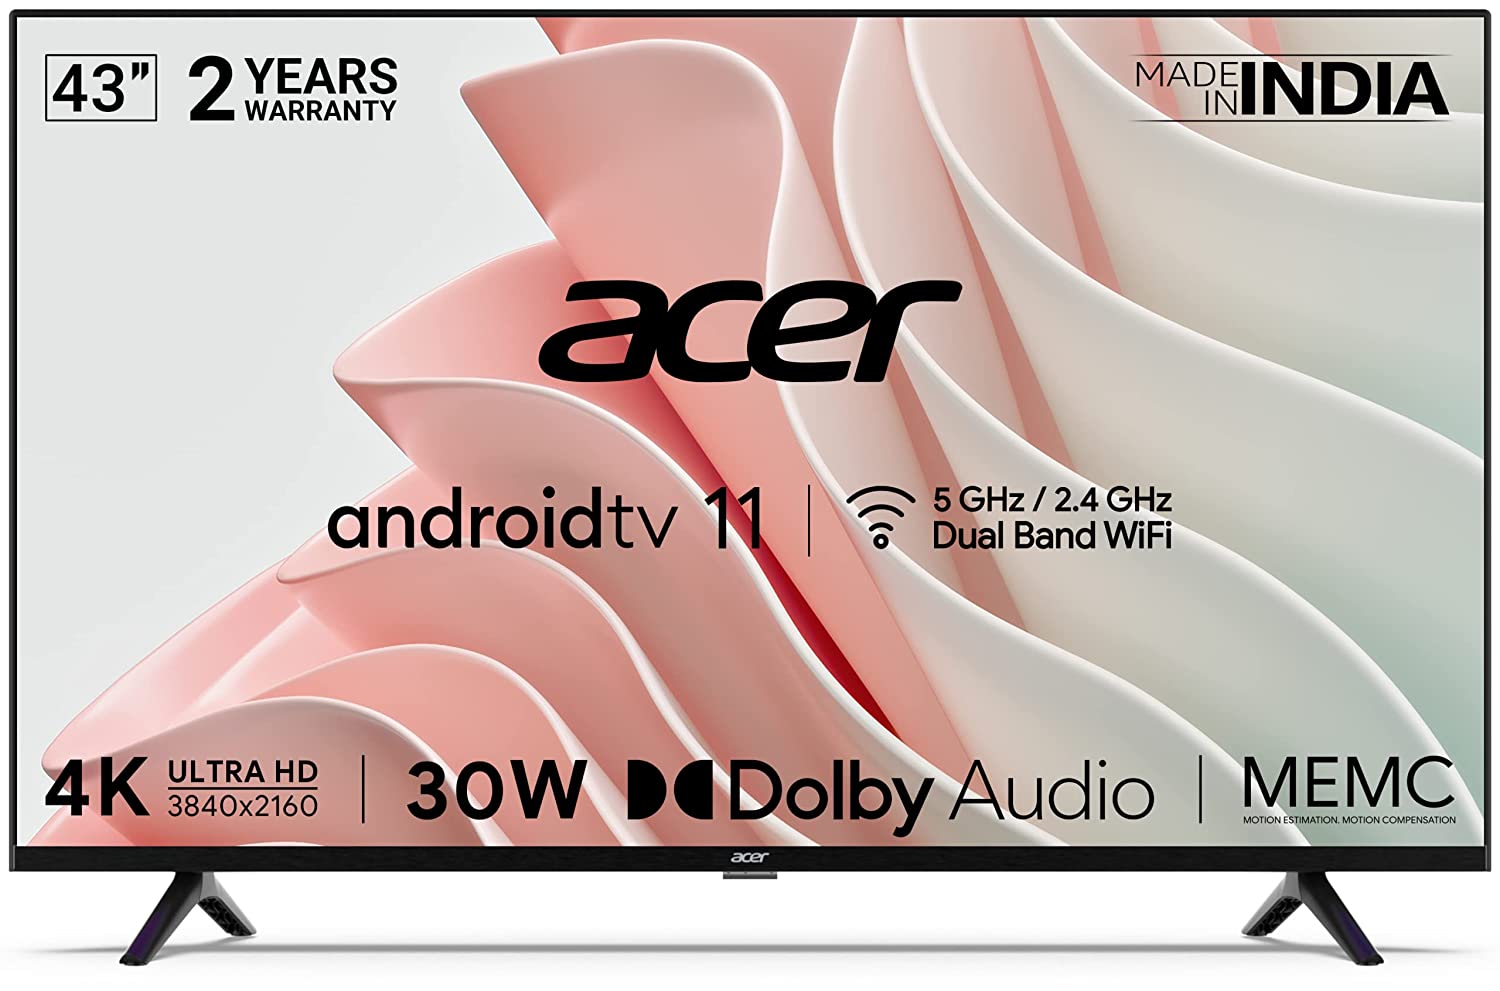 43”
2 YEARS
WARRANTY
MADE
IN INDIA
acer
androidtv 11
5 GHz / 2.4 GHz
Dual Band WiFi
4K ULTRA HD
3840x2160
30W Dolby Audio
MEMC
MOTION ESTIMATION. MOTION COMPENSATION
acer